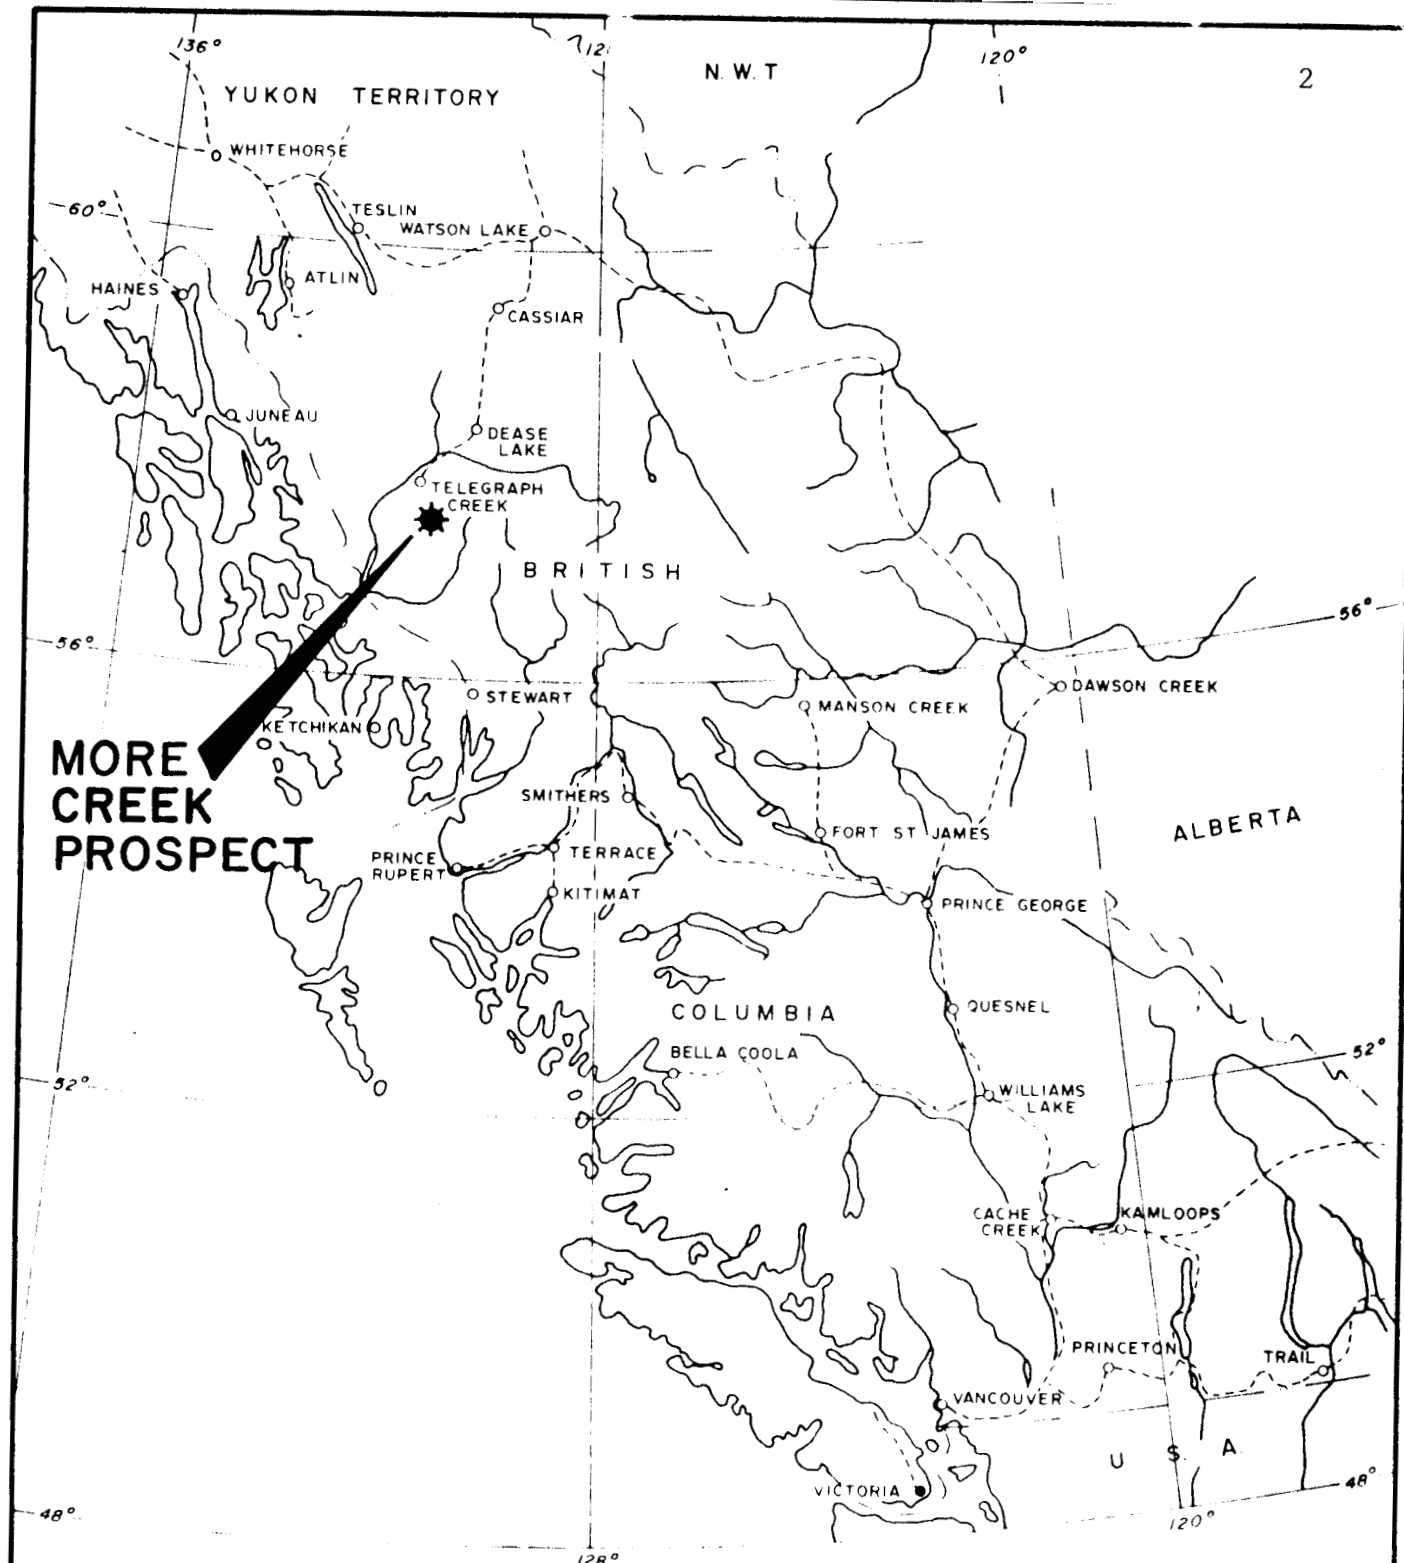 136°
12
120°
N. W. T
2
YUKON TERRITORY
WHITEHORSE
60°
TESLIN
WATSON LAKE
ATLIN
HAINES
CASSIAR
JUNEAU
DEASE
LAKE
TELEGRAPH
CREEK
BRITISH
56°
56°
STEWART
DAWSON CREEK
MANSON CREEK
KETCHIKAN
MORE
CREEK
PROSPECT
SMITHERS
ALBERTA
FORT ST JAMES
TERRACE
PRINCE
RUPERT
KITIMAT
PRINCE GEORGE
QUESNEL
COLUMBIA
BELLA COOLA
52°
52°
WILLIAMS
LAKE
CACHE
CREEK
KAMLOOPS
PRINCETON
TRAIL
VANCOUVER
U. S. A.
VICTORIA
48°
48°
120°
128°